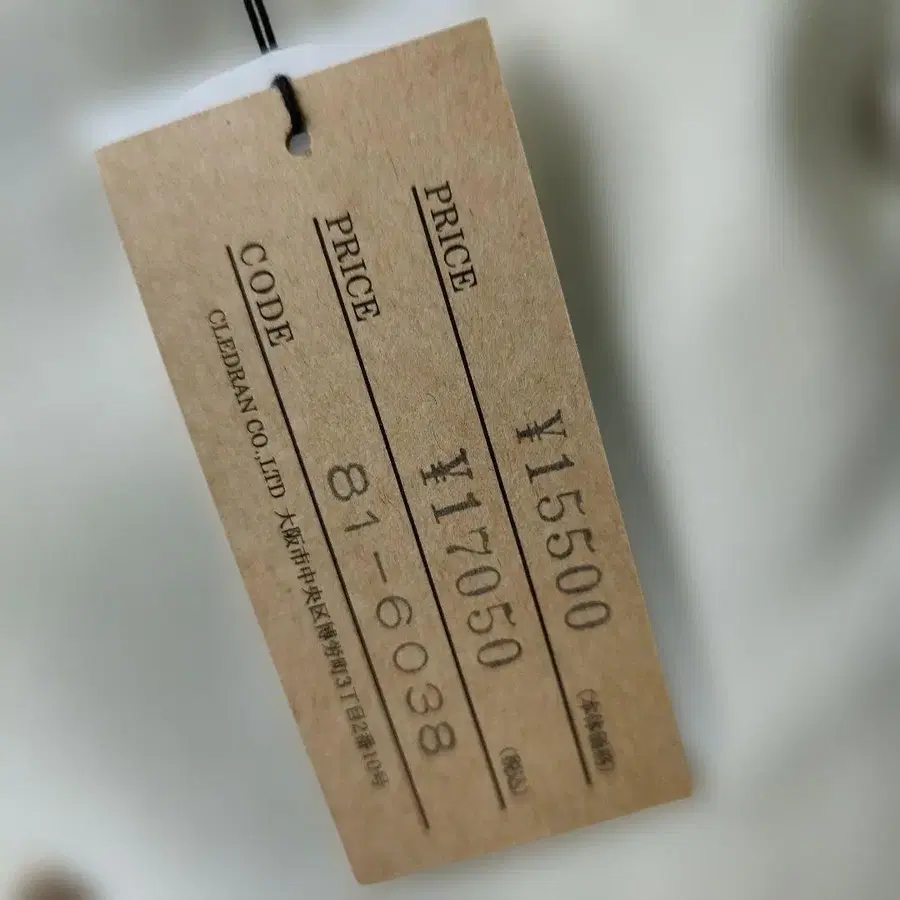 PRICE ¥15500 (本体価格)
PRICE ¥17050 (税込)
CODE 81-6038
CLEDRAN CO.,LTD 大阪市中央区博労町3丁目2番10号